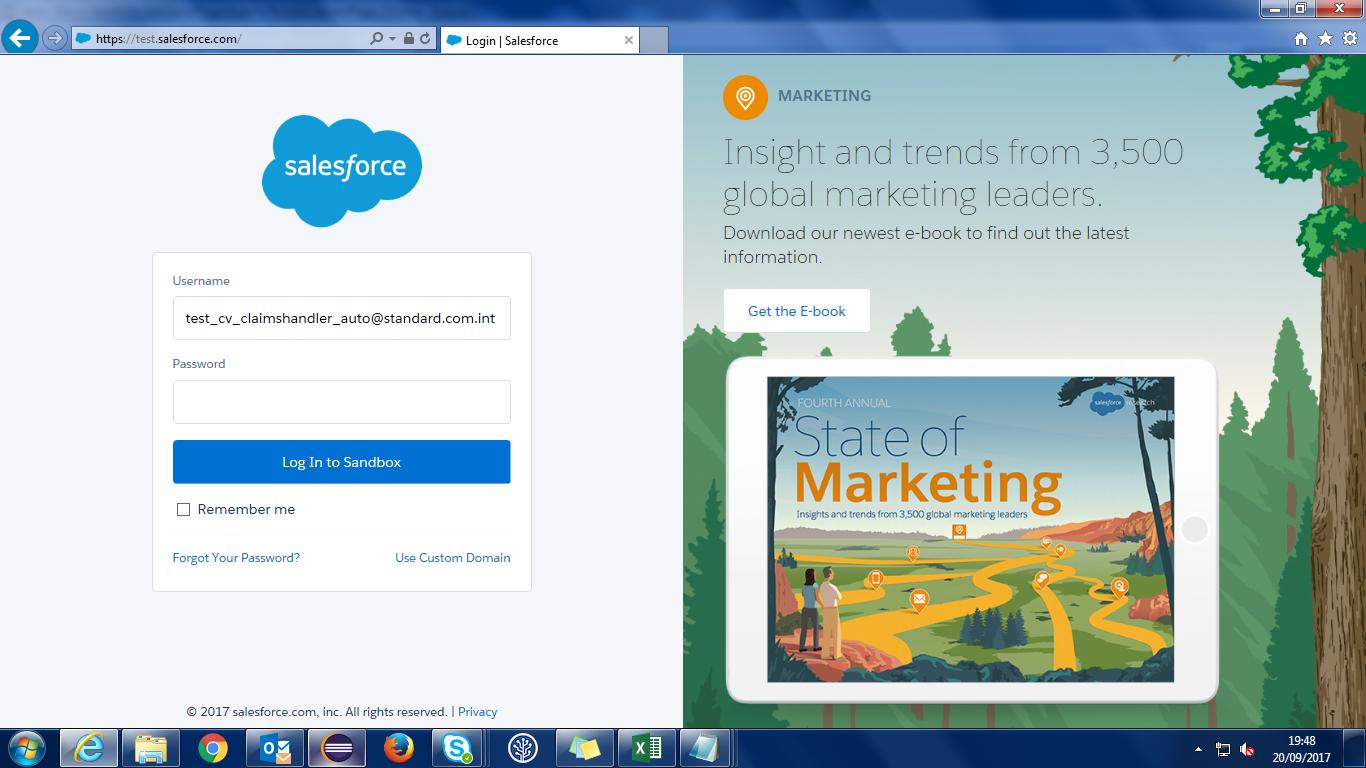 https://test.salesforce.com/
Login | Salesforce
salesforce
Username
test_cv_claimshandler_auto@standard.com.int
Password
Log In to Sandbox
Remember me
Forgot Your Password?
Use Custom Domain
© 2017 salesforce.com, inc. All rights reserved. | Privacy
MARKETING
Insight and trends from 3,500
global marketing leaders.
Download our newest e-book to find out the latest
information.
Get the E-book
FOURTH ANNUAL
salesforce research
State of
Marketing
Insights and trends from 3,500 global marketing leaders
19:48
20/09/2017